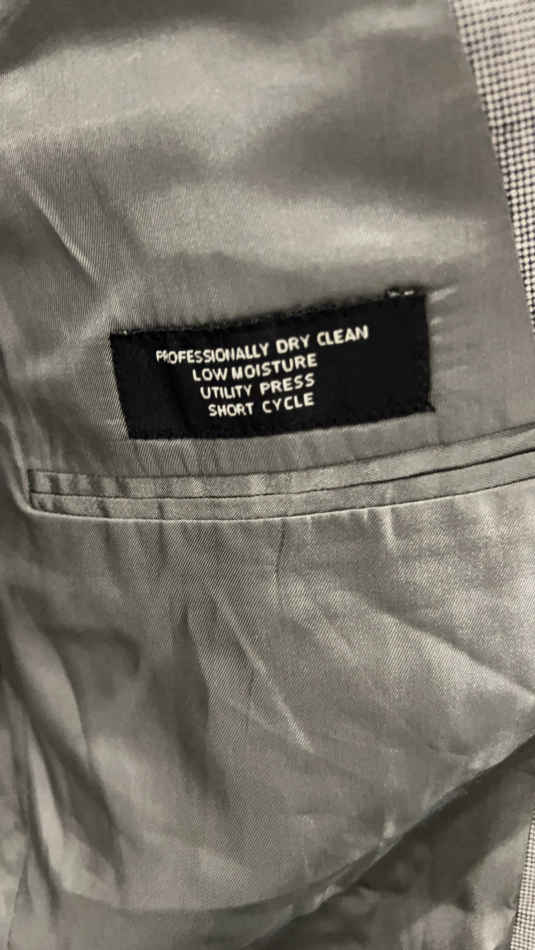 PROFESSIONALLY DRY CLEAN
LOW MOISTURE
UTILITY PRESS
SHORT CYCLE